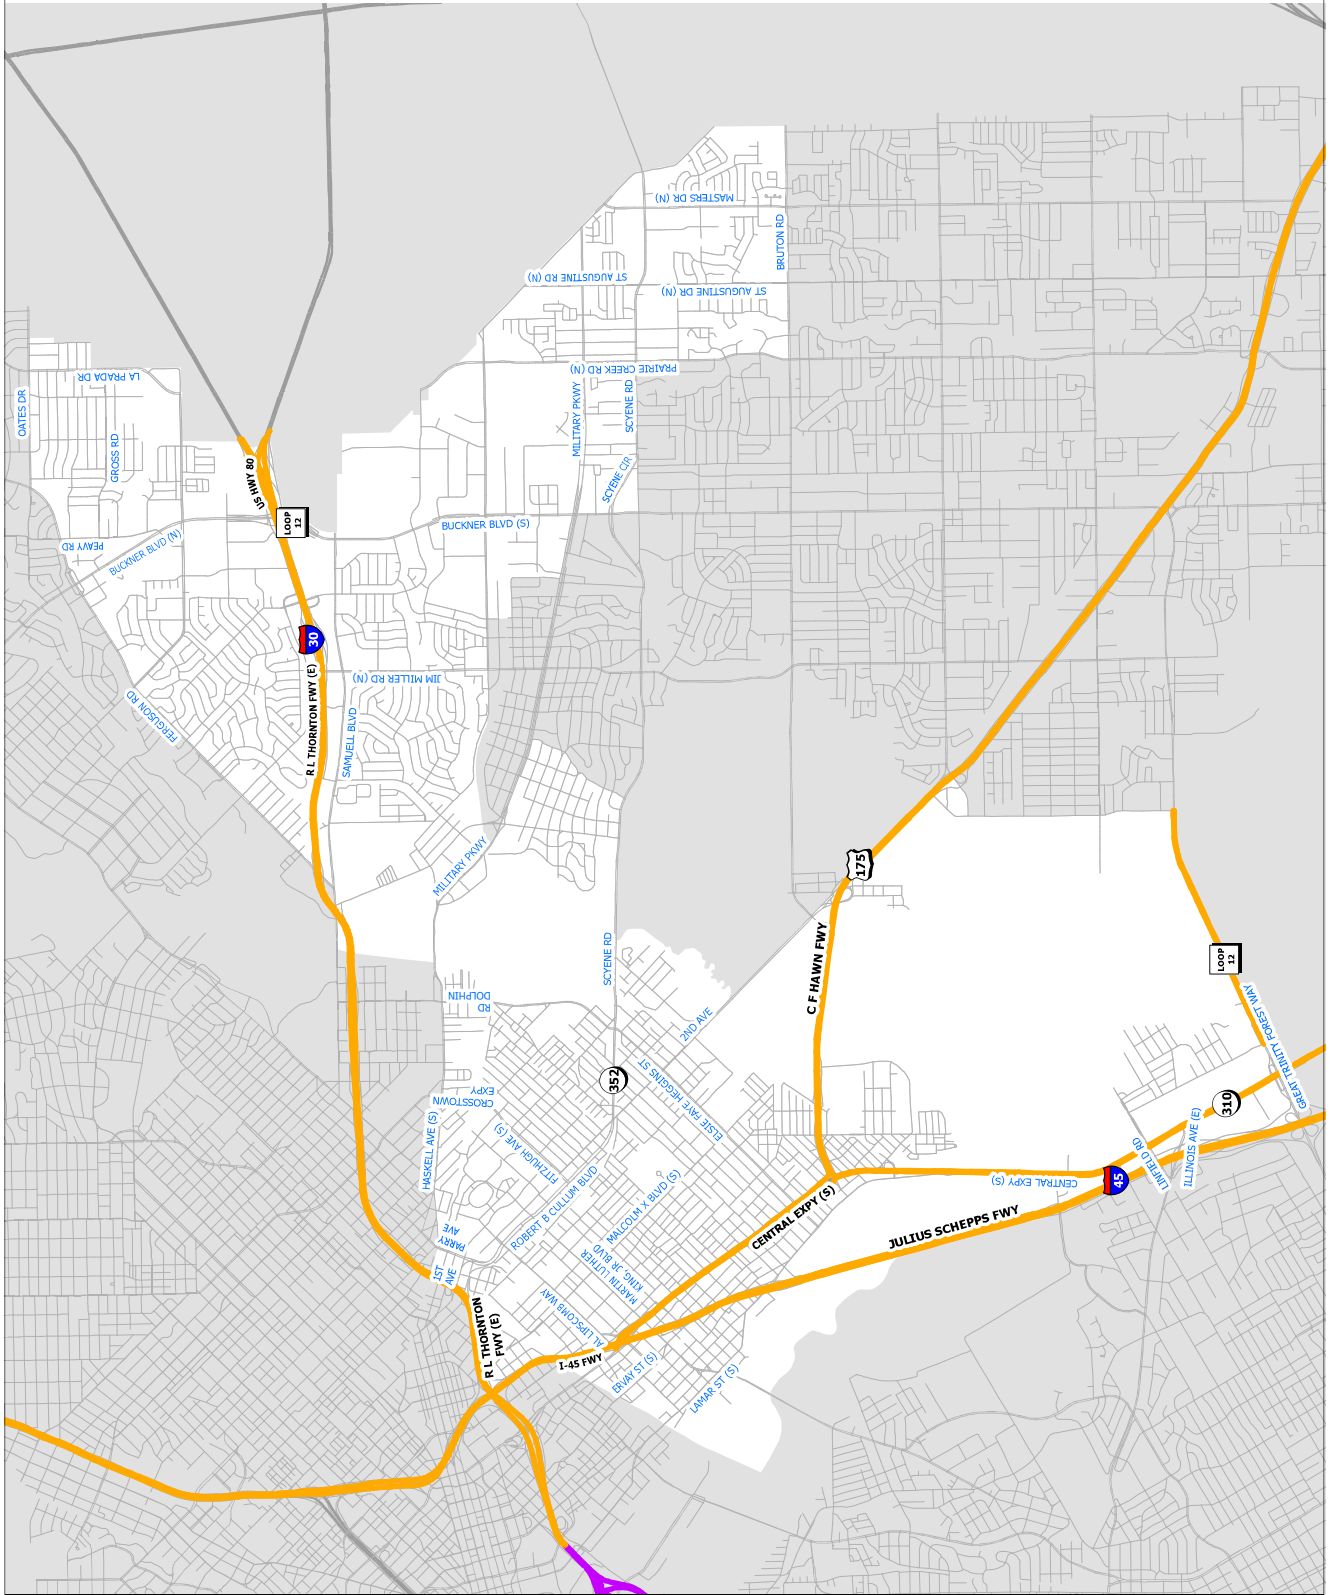 MASTERS DR (N)
BRUTON RD
ST AUGUSTINE RD (N)
ST AUGUSTINE DR (N)
LA PRADA DR
PRAIRIE CREEK RD (N)
OATES DR
GROSS RD
MILITARY PKWY
SCYENE RD
US HWY 80
SCYENE CIR
LOOP
12
BUCKNER BLVD (S)
PEAVY RD
BUCKNER BLVD (N)
30
R L THORNTON FWY (E)
JIM MILLER RD (N)
FERGUSON RD
SAMUELL BLVD
MILITARY PKWY
175
C F HAWN FWY
SCYENE RD
LOOP
12
DOLPHIN
RD
2ND AVE
GREAT TRINITY FOREST WAY
352
ELSIE FAYE HEGGINS ST
CROSSTOWN
EXPY
310
HASKELL AVE (S)
FITZHUGH AVE (S)
ILLINOIS AVE (E)
LINFIELD RD
CENTRAL EXPY (S)
45
ROBERT B CULLUM BLVD
MALCOLM X BLVD (S)
CENTRAL EXPY (S)
JULIUS SCHEPPS FWY
PARRY
AVE
MARTIN LUTHER
KING, JR BLVD
1ST
AVE
AL LIPSCOMB WAY
R L THORNTON
FWY (E)
I-45 FWY
ERVAY ST (S)
LAMAR ST (S)